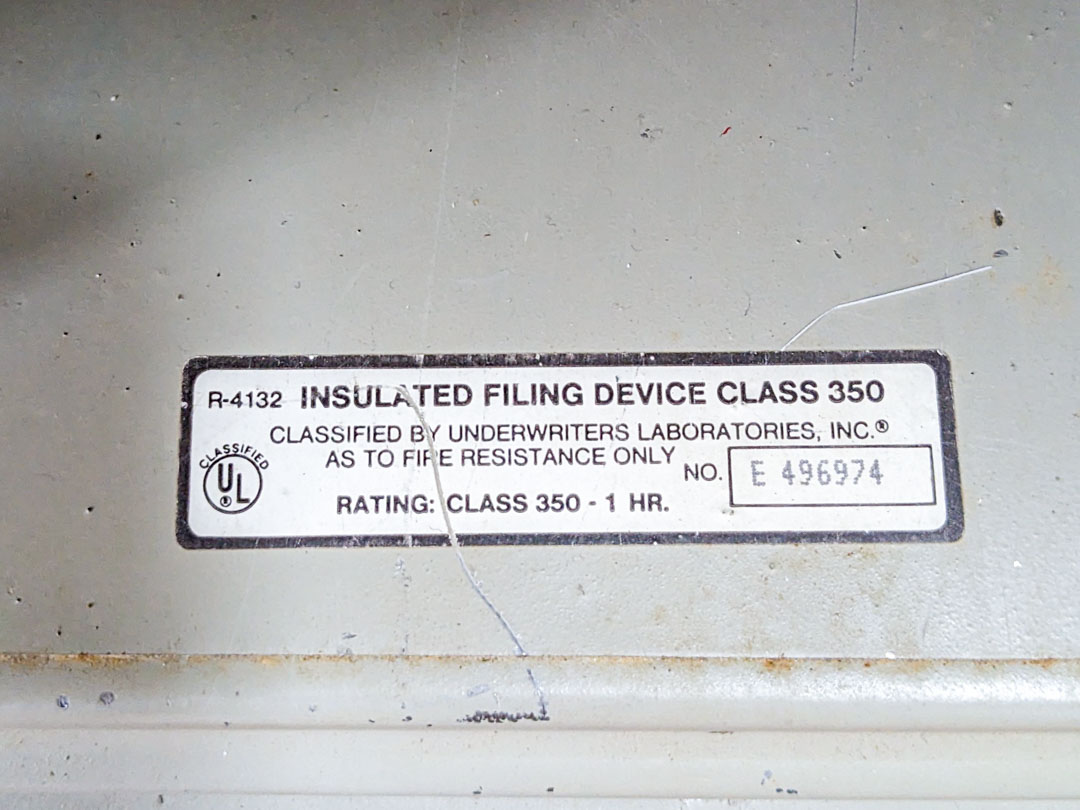 R-4132 INSULATED FILING DEVICE CLASS 350
CLASSIFIED BY UNDERWRITERS LABORATORIES, INC.®
AS TO FIRE RESISTANCE ONLY
NO. E 496974
CLASSIFIED
UL®
RATING: CLASS 350 - 1 HR.